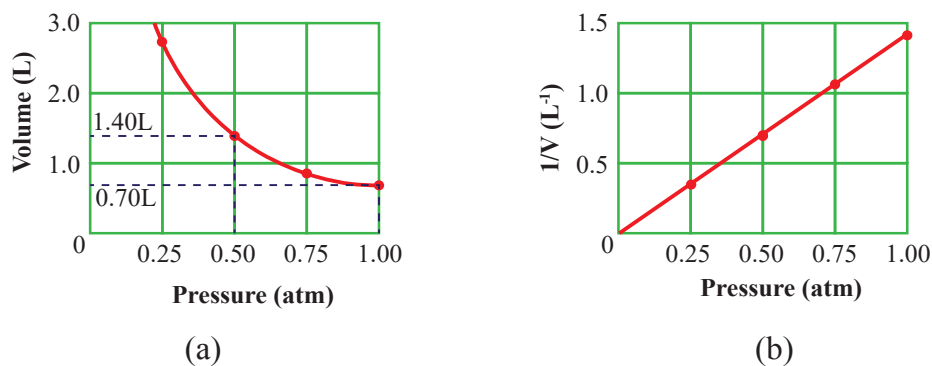 3.0
2.0
1.40L
1.0
0.70L
0
0.25 0.50 0.75 1.00
Volume (L)
Pressure (atm)
(a)
1.5
1.0
0.5
0
0.25 0.50 0.75 1.00
1/V (L⁻¹)
Pressure (atm)
(b)